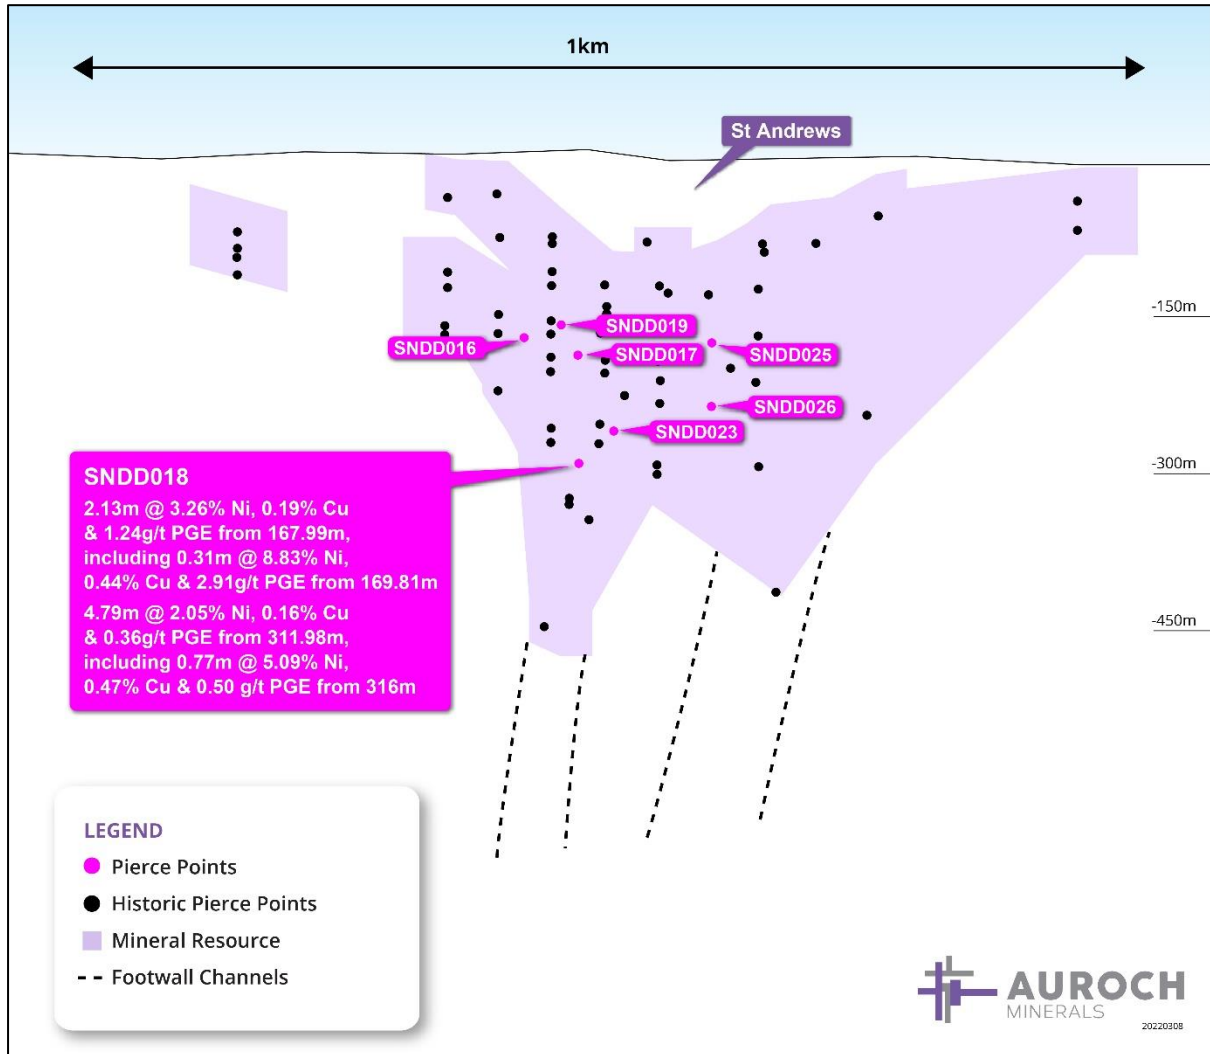 1km
St Andrews
-150m
SNDD019
SNDD016
SNDD017
SNDD025
SNDD026
SNDD023
-300m
SNDD018
2.13m @ 3.26% Ni, 0.19% Cu
& 1.24g/t PGE from 167.99m,
including 0.31m @ 8.83% Ni,
0.44% Cu & 2.91g/t PGE from 169.81m
4.79m @ 2.05% Ni, 0.16% Cu
& 0.36g/t PGE from 311.98m,
including 0.77m @ 5.09% Ni,
0.47% Cu & 0.50 g/t PGE from 316m
-450m
LEGEND
Pierce Points
Historic Pierce Points
Mineral Resource
Footwall Channels
AUROCH
MINERALS
20220308